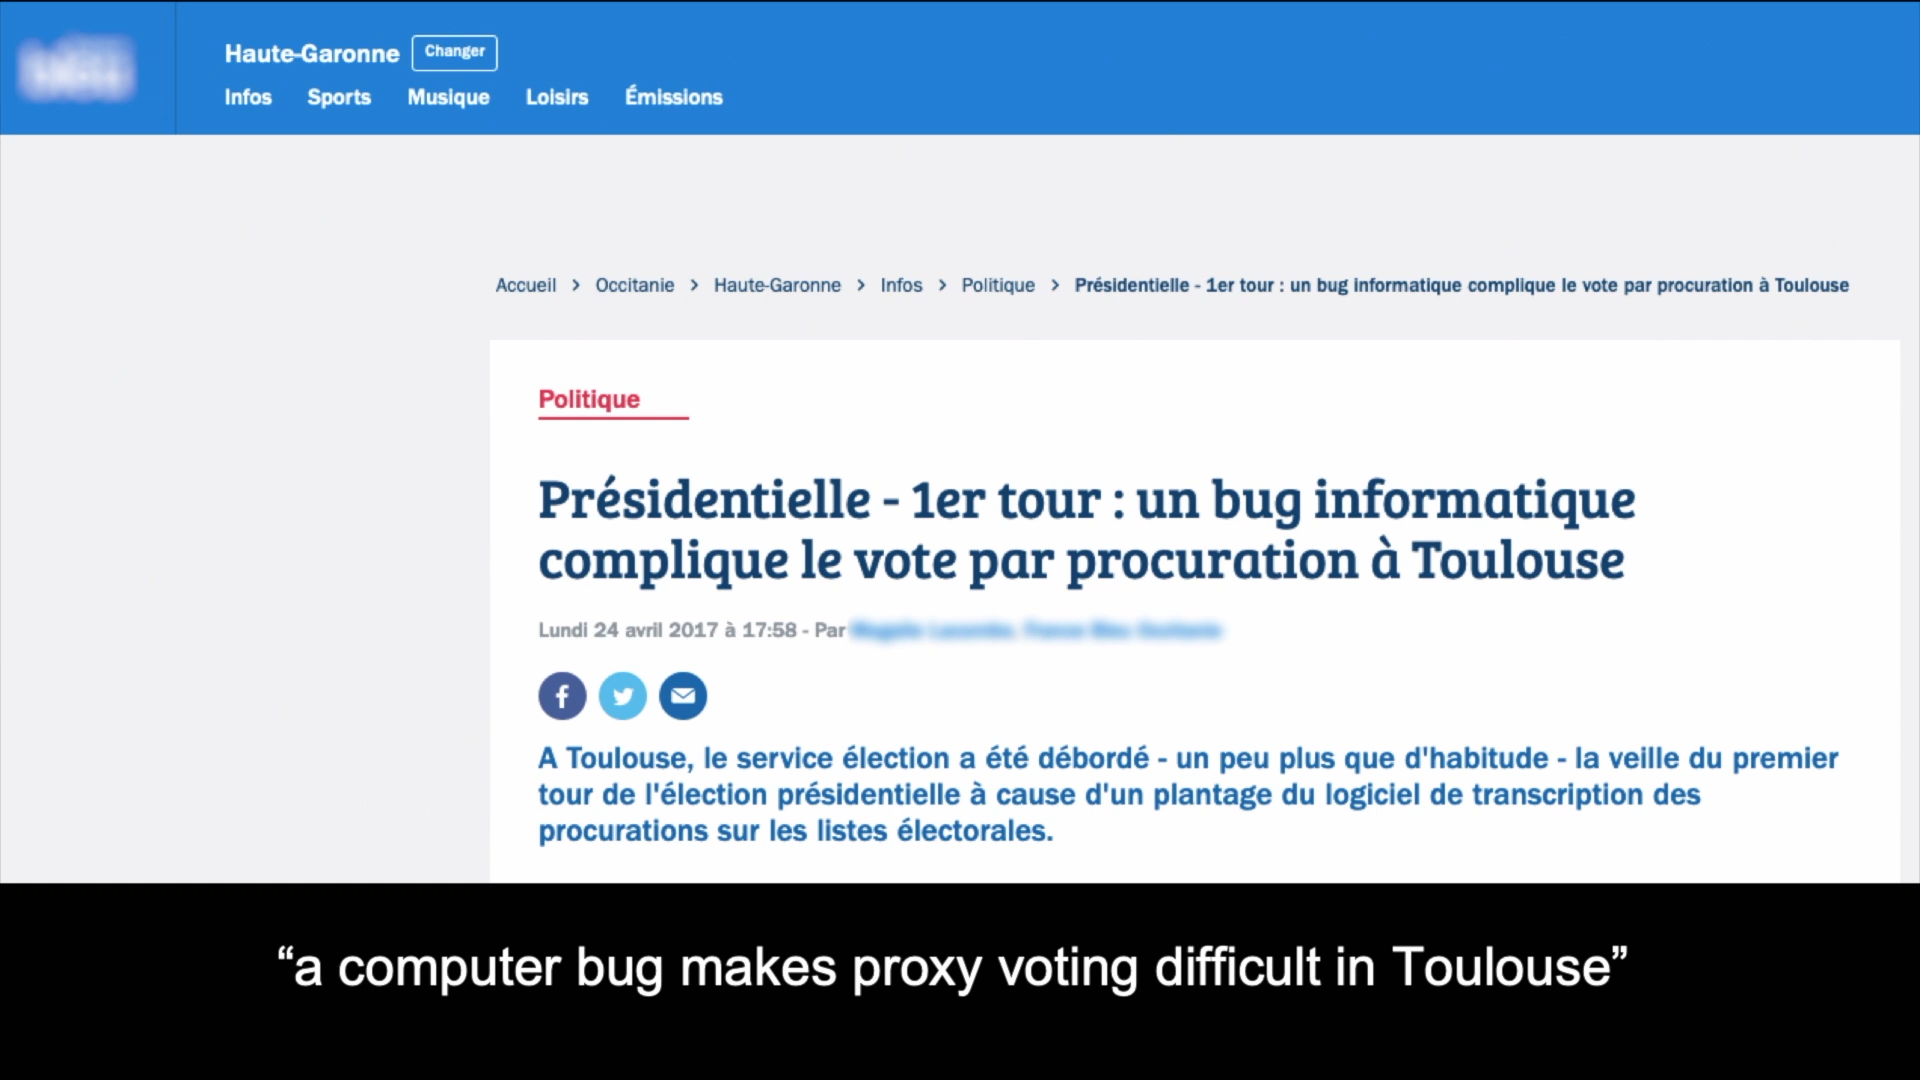 Haute-Garonne Changer
Infos Sports Musique Loisirs Émissions
Accueil > Occitanie > Haute-Garonne > Infos > Politique > Présidentielle - 1er tour : un bug informatique complique le vote par procuration à Toulouse
Politique
Présidentielle - 1er tour : un bug informatique
complique le vote par procuration à Toulouse
Lundi 24 avril 2017 à 17:58 - Par
A Toulouse, le service élection a été débordé - un peu plus que d'habitude - la veille du premier
tour de l'élection présidentielle à cause d'un plantage du logiciel de transcription des
procurations sur les listes électorales.
“a computer bug makes proxy voting difficult in Toulouse”